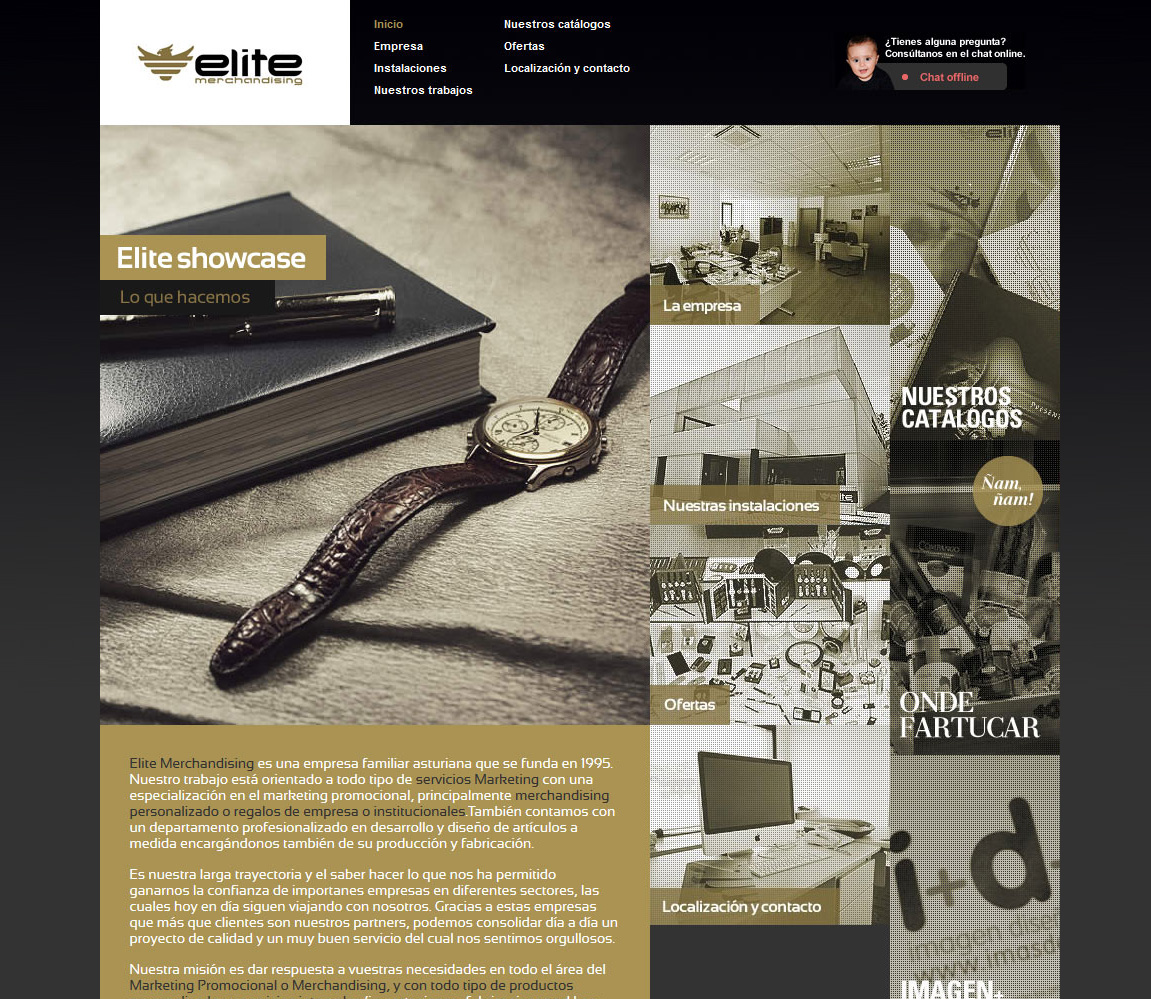 elite
merchandising
Inicio
Empresa
Instalaciones
Nuestros trabajos
Nuestros catálogos
Ofertas
Localización y contacto
¿Tienes alguna pregunta?
Consúltanos en el chat online.
Chat offline
Elite showcase
Lo que hacemos
La empresa
Nuestras instalaciones
Ofertas
Localización y contacto
NUESTROS
CATÁLOGOS
Ñam,
ñam!
ONDE
FARTUCAR
i+d+
imagen
www.imasd
IMAGEN+
Elite Merchandising es una empresa familiar asturiana que se funda en 1995.
Nuestro trabajo está orientado a todo tipo de servicios Marketing con una
especialización en el marketing promocional, principalmente merchandising
personalizado o regalos de empresa o institucionales.También contamos con
un departamento profesionalizado en desarrollo y diseño de artículos a
medida encargándonos también de su producción y fabricación.
Es nuestra larga trayectoria y el saber hacer lo que nos ha permitido
ganarnos la confianza de importanes empresas en diferentes sectores, las
cuales hoy en día siguen viajando con nosotros. Gracias a estas empresas
que más que clientes son nuestros partners, podemos consolidar día a día un
proyecto de calidad y un muy buen servicio del cual nos sentimos orgullosos.
Nuestra misión es dar respuesta a vuestras necesidades en todo el área del
Marketing Promocional o Merchandising, y con todo tipo de productos